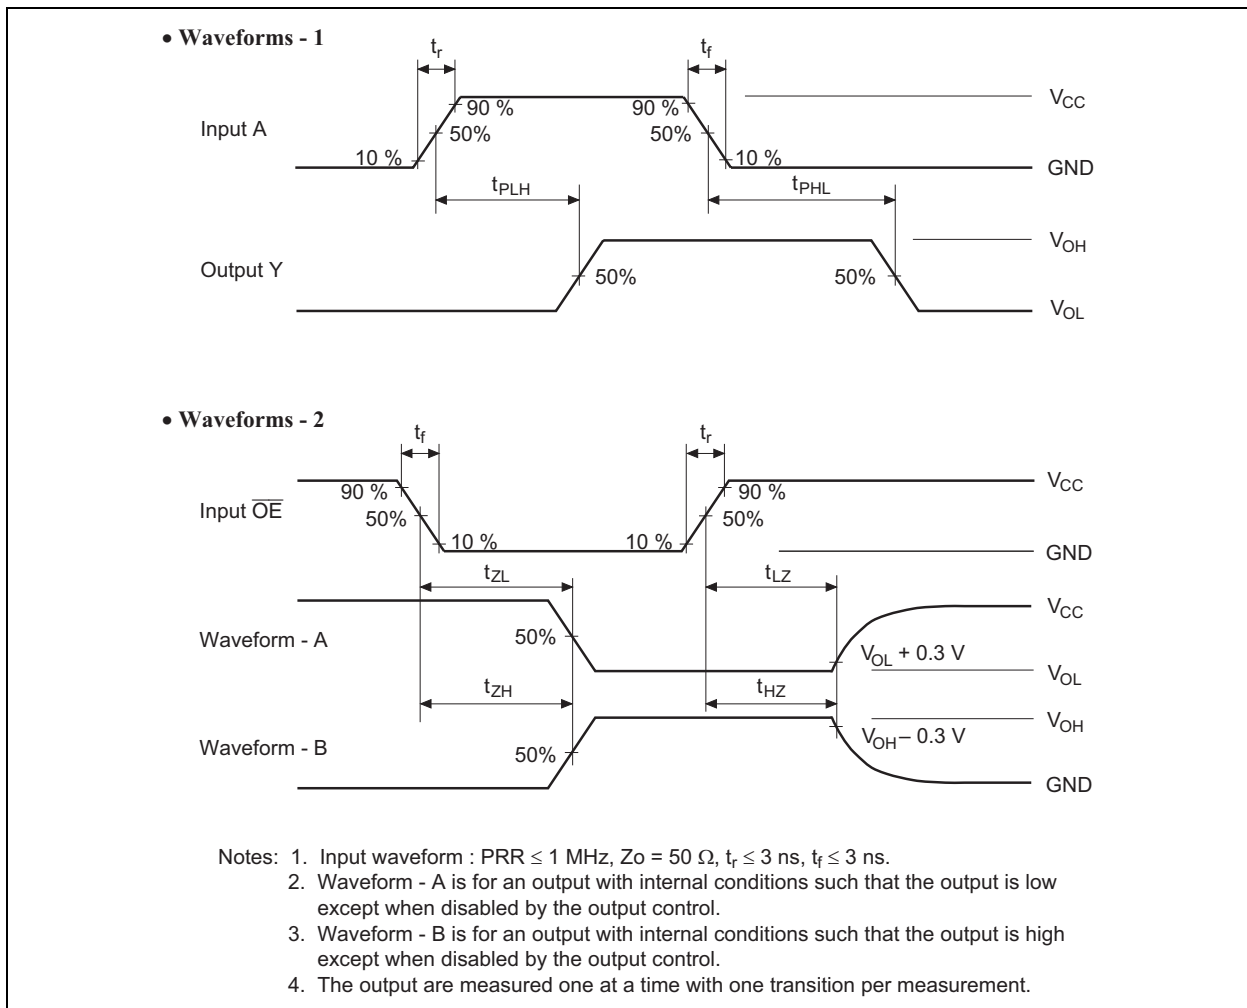 • Waveforms - 1
tr
tf
90 %
90 %
VCC
Input A
50%
50%
10 %
10 %
GND
tPLH
tPHL
VOH
Output Y
50%
50%
VOL
• Waveforms - 2
tf
tr
VCC
90 %
90 %
Input O̅E̅
50%
50%
10 %
10 %
GND
tZL
tLZ
VCC
Waveform - A
50%
VOL + 0.3 V
VOL
tZH
tHZ
VOH
VOH – 0.3 V
Waveform - B
50%
GND
Notes: 1. Input waveform : PRR ≤ 1 MHz, Zo = 50 Ω, tr ≤ 3 ns, tf ≤ 3 ns.
2. Waveform - A is for an output with internal conditions such that the output is low
except when disabled by the output control.
3. Waveform - B is for an output with internal conditions such that the output is high
except when disabled by the output control.
4. The output are measured one at a time with one transition per measurement.